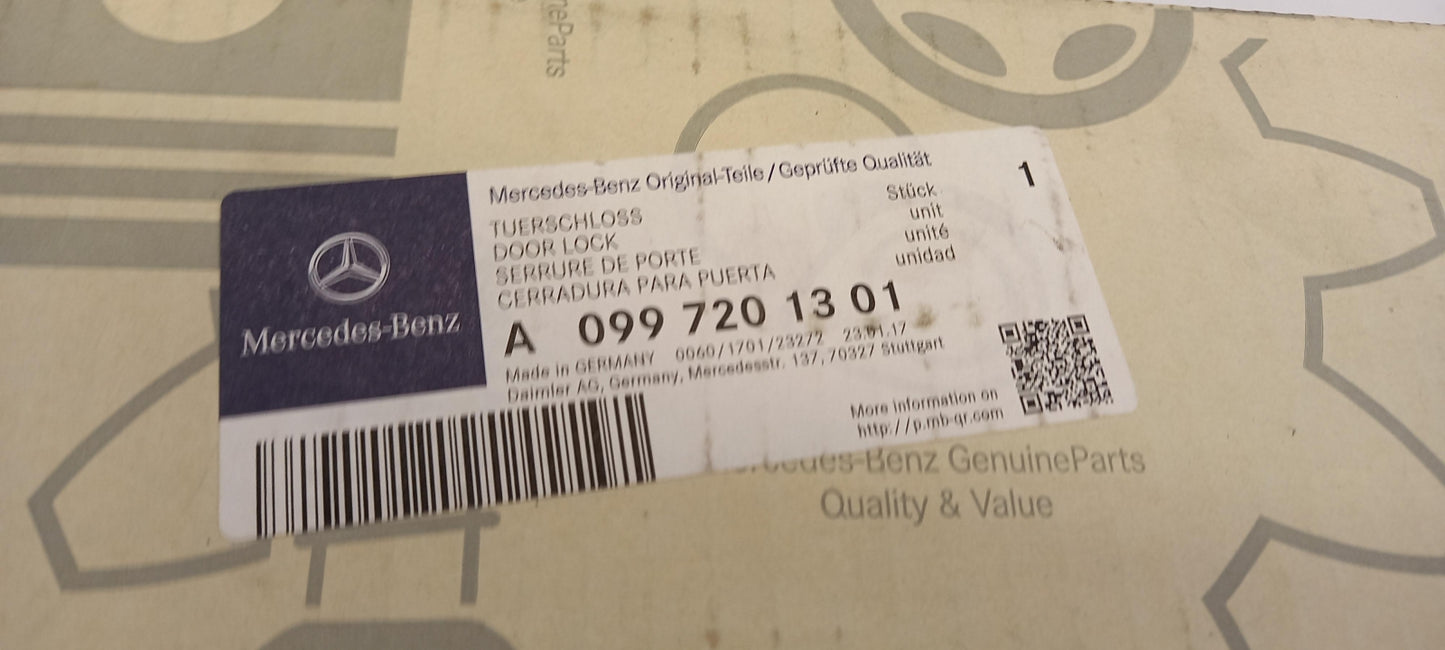 neParts
Mercedes-Benz
Mercedes-Benz Original-Teile / Geprüfte Qualität
TUERSCHLOSS Stück 1
DOOR LOCK unit
SERRURE DE PORTE unité
CERRADURA PARA PUERTA unidad
A 099 720 13 01
Made in GERMANY 0060/1701/23272 23.01.17
Daimler AG, Germany, Mercedesstr. 137, 70327 Stuttgart
More information on
http://p.mb-qr.com
-Benz GenuineParts
Quality & Value